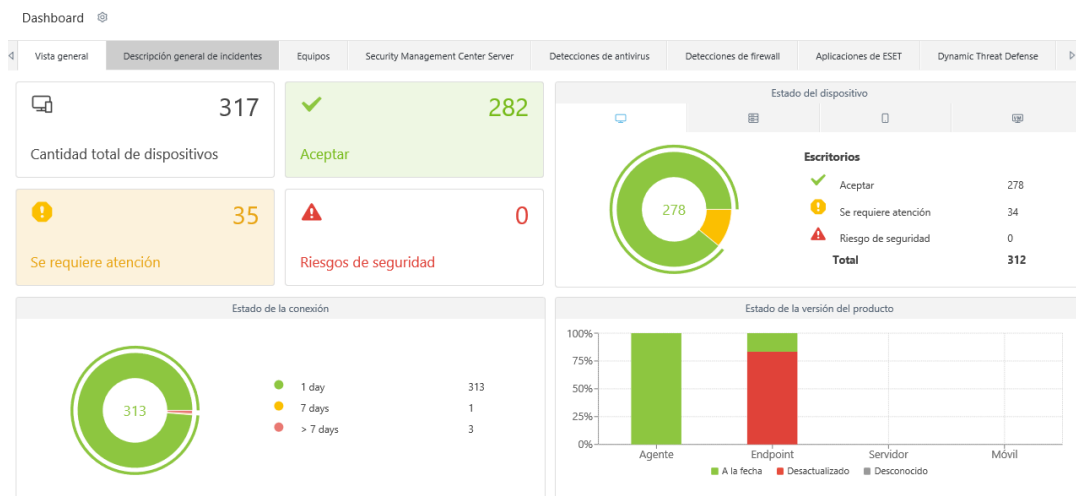 Dashboard
Vista general
Descripción general de incidentes
Equipos
Security Management Center Server
Detecciones de antivirus
Detecciones de firewall
Aplicaciones de ESET
Dynamic Threat Defense
317
Cantidad total de dispositivos
282
Aceptar
35
Se requiere atención
0
Riesgos de seguridad
Estado del dispositivo
278
Escritorios
Aceptar 278
Se requiere atención 34
Riesgo de seguridad 0
Total 312
Estado de la conexión
313
1 day 313
7 days 1
> 7 days 3
Estado de la versión del producto
100%
75%
50%
25%
0%
Agente Endpoint Servidor Móvil
A la fecha Desactualizado Desconocido